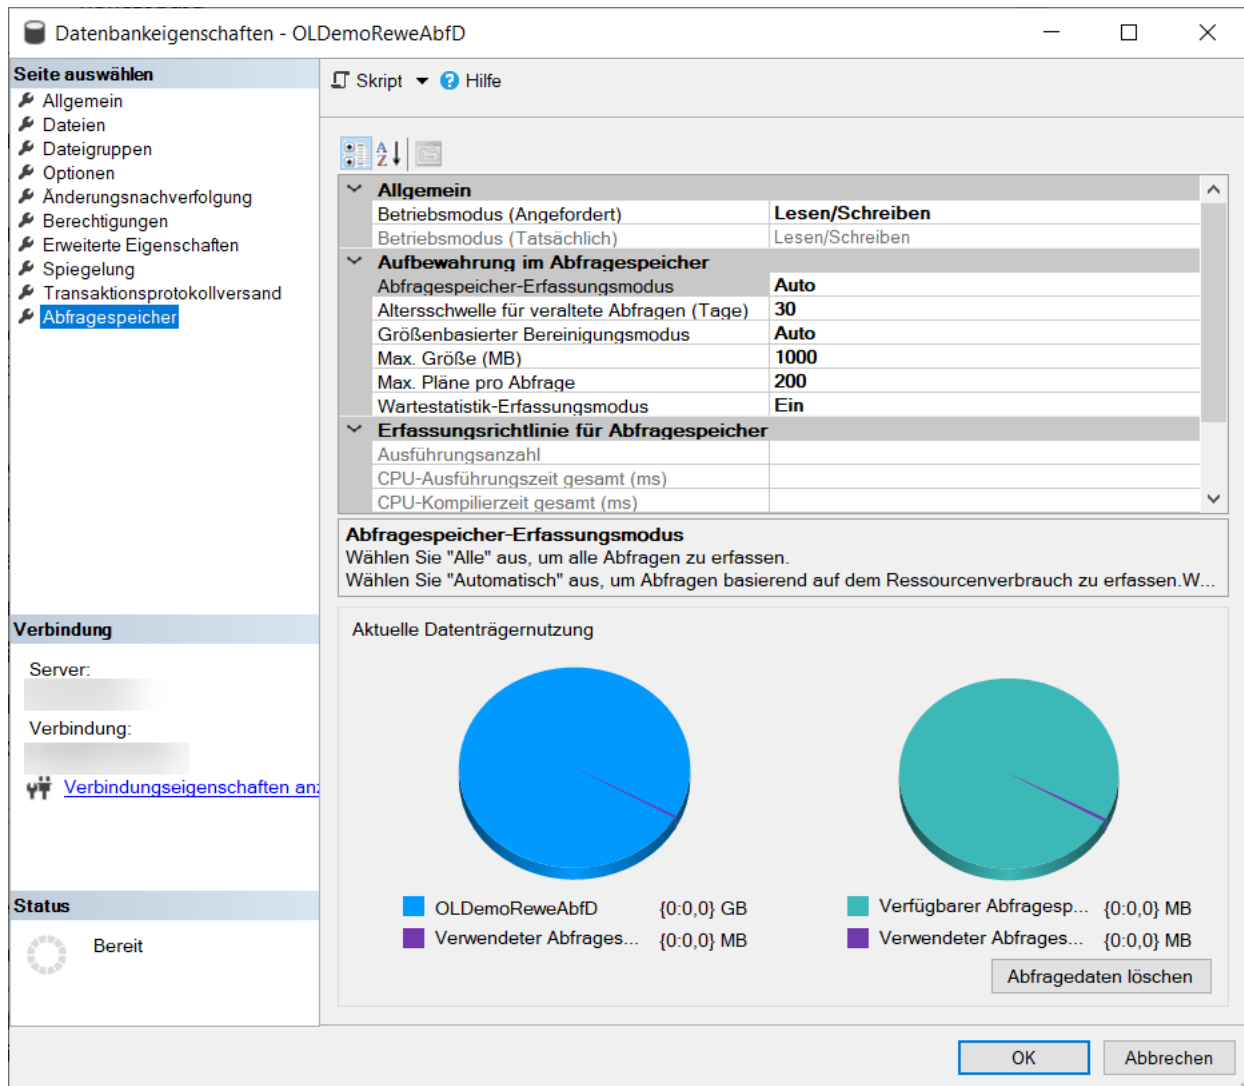 Datenbankeigenschaften - OLDemoReweAbfD
Seite auswählen
Allgemein
Dateien
Dateigruppen
Optionen
Änderungsnachverfolgung
Berechtigungen
Erweiterte Eigenschaften
Spiegelung
Transaktionsprotokollversand
Abfragespeicher
Verbindung
Server:
Verbindung:
Verbindungseigenschaften
Status
Bereit
Skript Hilfe
Allgemein
Betriebsmodus (Angefordert) Lesen/Schreiben
Betriebsmodus (Tatsächlich) Lesen/Schreiben
Aufbewahrung im Abfragespeicher
Abfragespeicher-Erfassungsmodus Auto
Altersschwelle für veraltete Abfragen (Tage) 30
Größenbasierter Bereinigungsmodus Auto
Max. Größe (MB) 1000
Max. Pläne pro Abfrage 200
Wartestatistik-Erfassungsmodus Ein
Erfassungsrichtlinie für Abfragespeicher
Ausführungsanzahl
CPU-Ausführungszeit gesamt (ms)
CPU-Kompilierzeit gesamt (ms)
Abfragespeicher-Erfassungsmodus
Wählen Sie "Alle" aus, um alle Abfragen zu erfassen.
Wählen Sie "Automatisch" aus, um Abfragen basierend auf dem Ressourcenverbrauch zu erfassen.W...
Aktuelle Datenträgernutzung
OLDemoReweAbfD {0:0,0} GB
Verwendeter Abfrages... {0:0,0} MB
Verfügbarer Abfragesp... {0:0,0} MB
Verwendeter Abfrages... {0:0,0} MB
Abfragedaten löschen
OK Abbrechen